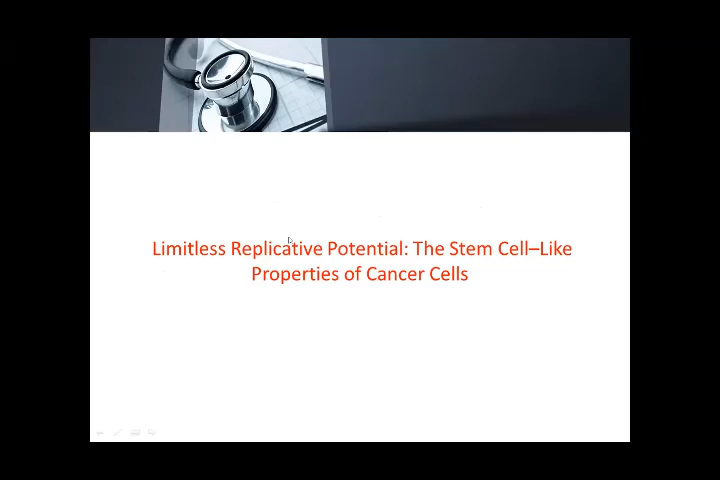 Limitless Replicative Potential: The Stem Cell–Like
Properties of Cancer Cells